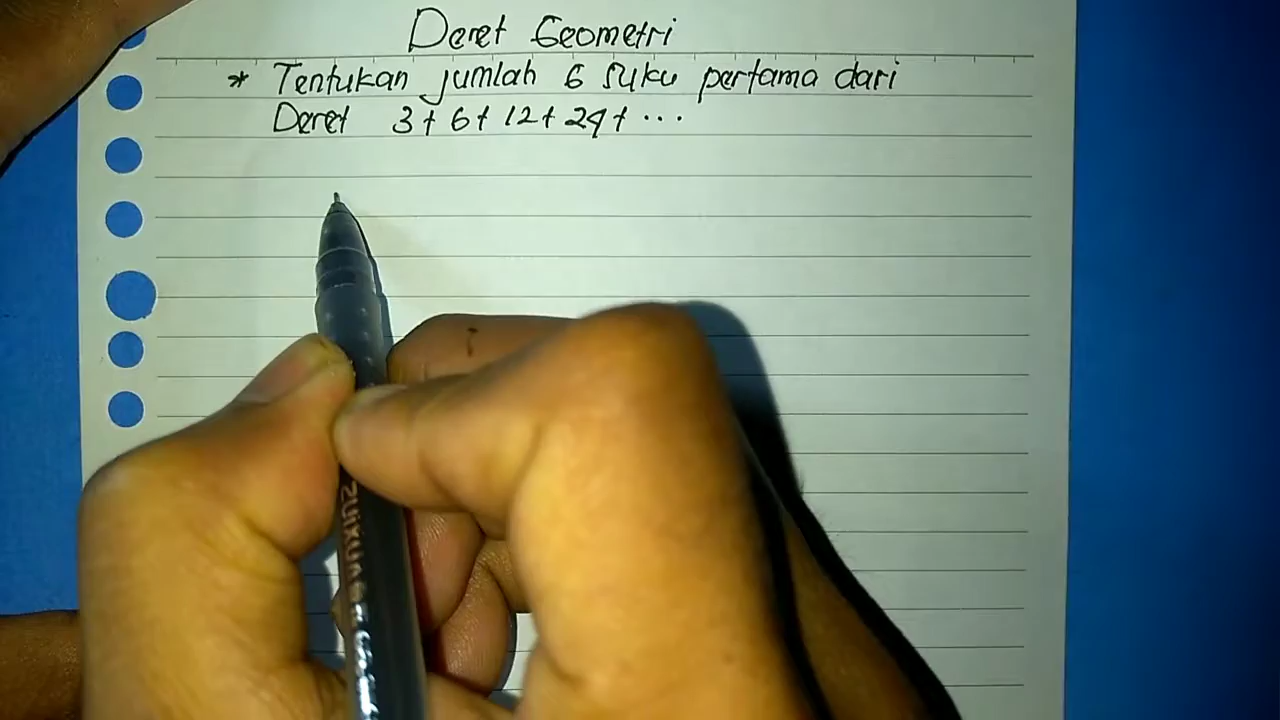 Deret Geometri
* Tentukan jumlah 6 suku pertama dari
Deret 3+ 6+ 12+ 24+ ...